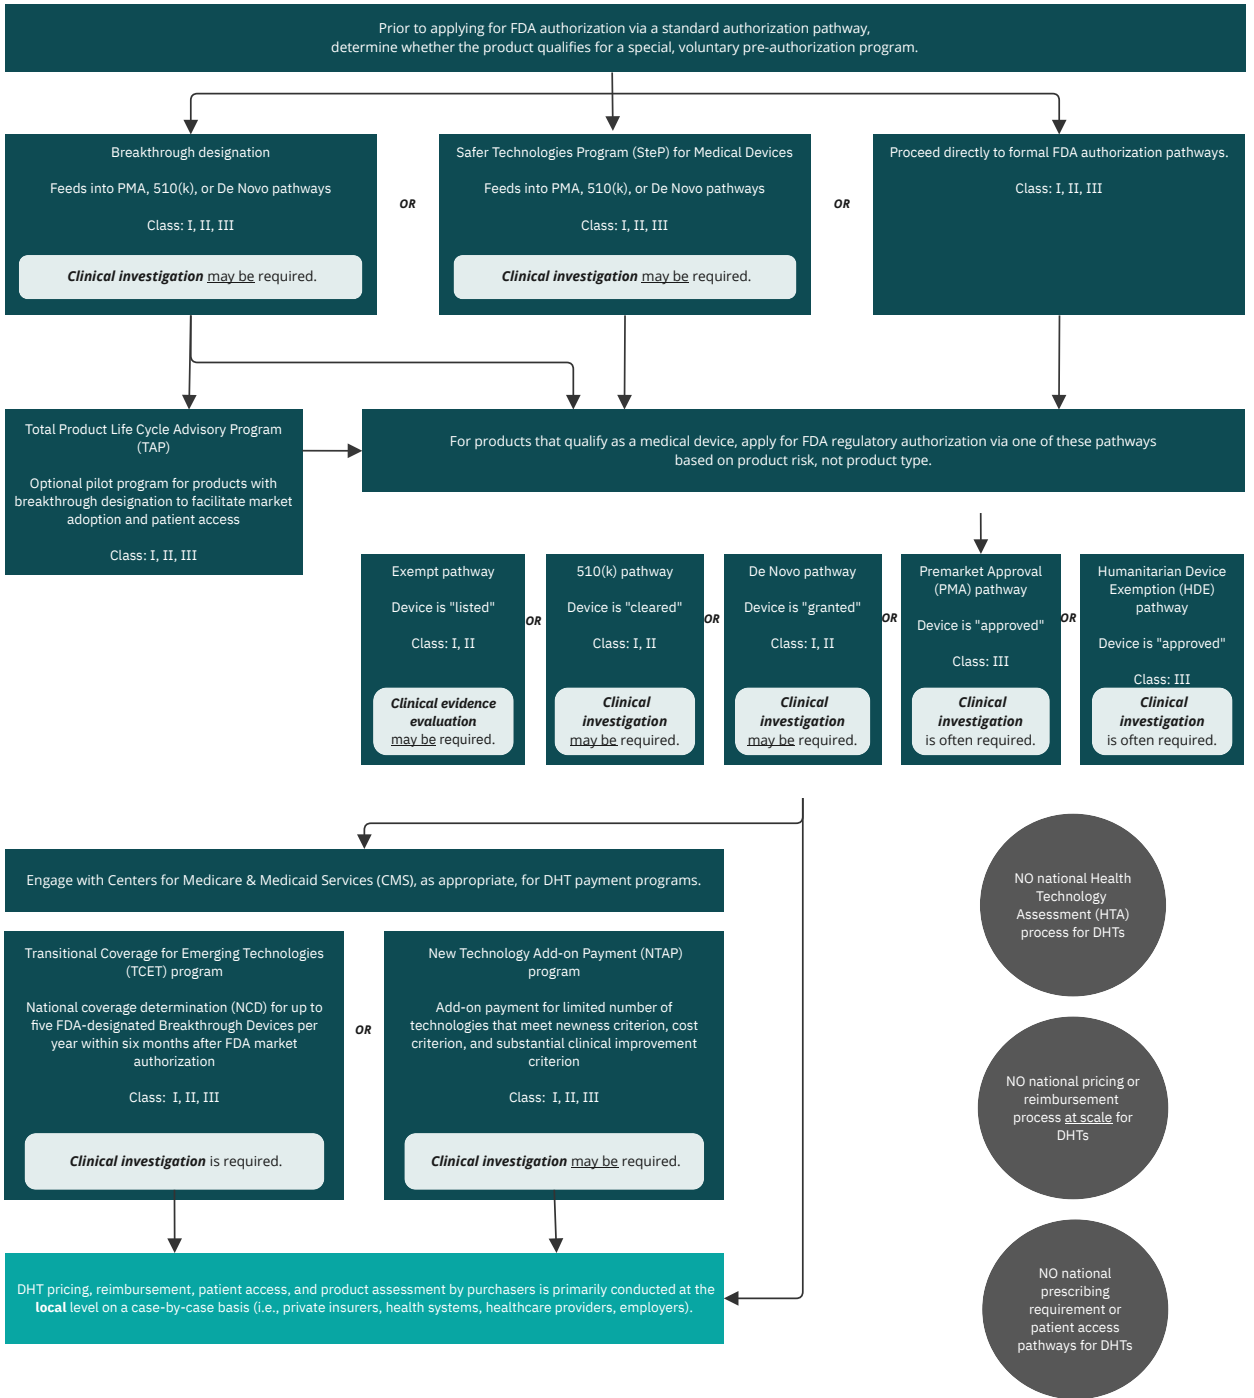 Prior to applying for FDA authorization via a standard authorization pathway,
determine whether the product qualifies for a special, voluntary pre-authorization program.
Breakthrough designation
Feeds into PMA, 510(k), or De Novo pathways
Class: I, II, III
Clinical investigation may be required.
OR
Safer Technologies Program (SteP) for Medical Devices
Feeds into PMA, 510(k), or De Novo pathways
Class: I, II, III
Clinical investigation may be required.
OR
Proceed directly to formal FDA authorization pathways.
Class: I, II, III
Total Product Life Cycle Advisory Program
(TAP)
Optional pilot program for products with
breakthrough designation to facilitate market
adoption and patient access
Class: I, II, III
For products that qualify as a medical device, apply for FDA regulatory authorization via one of these pathways
based on product risk, not product type.
Exempt pathway
Device is "listed"
Class: I, II
Clinical evidence
evaluation
may be required.
OR
510(k) pathway
Device is "cleared"
Class: I, II
Clinical
investigation
may be required.
OR
De Novo pathway
Device is "granted"
Class: I, II
Clinical
investigation
may be required.
OR
Premarket Approval
(PMA) pathway
Device is "approved"
Class: III
Clinical
investigation
is often required.
OR
Humanitarian Device
Exemption (HDE)
pathway
Device is "approved"
Class: III
Clinical
investigation
is often required.
Engage with Centers for Medicare & Medicaid Services (CMS), as appropriate, for DHT payment programs.
Transitional Coverage for Emerging Technologies
(TCET) program
National coverage determination (NCD) for up to
five FDA-designated Breakthrough Devices per
year within six months after FDA market
authorization
Class: I, II, III
Clinical investigation is required.
OR
New Technology Add-on Payment (NTAP)
program
Add-on payment for limited number of
technologies that meet newness criterion, cost
criterion, and substantial clinical improvement
criterion
Class: I, II, III
Clinical investigation may be required.
DHT pricing, reimbursement, patient access, and product assessment by purchasers is primarily conducted at the
local level on a case-by-case basis (i.e., private insurers, health systems, healthcare providers, employers).
NO national Health
Technology
Assessment (HTA)
process for DHTs
NO national pricing or
reimbursement
process at scale for
DHTs
NO national
prescribing
requirement or
patient access
pathways for DHTs